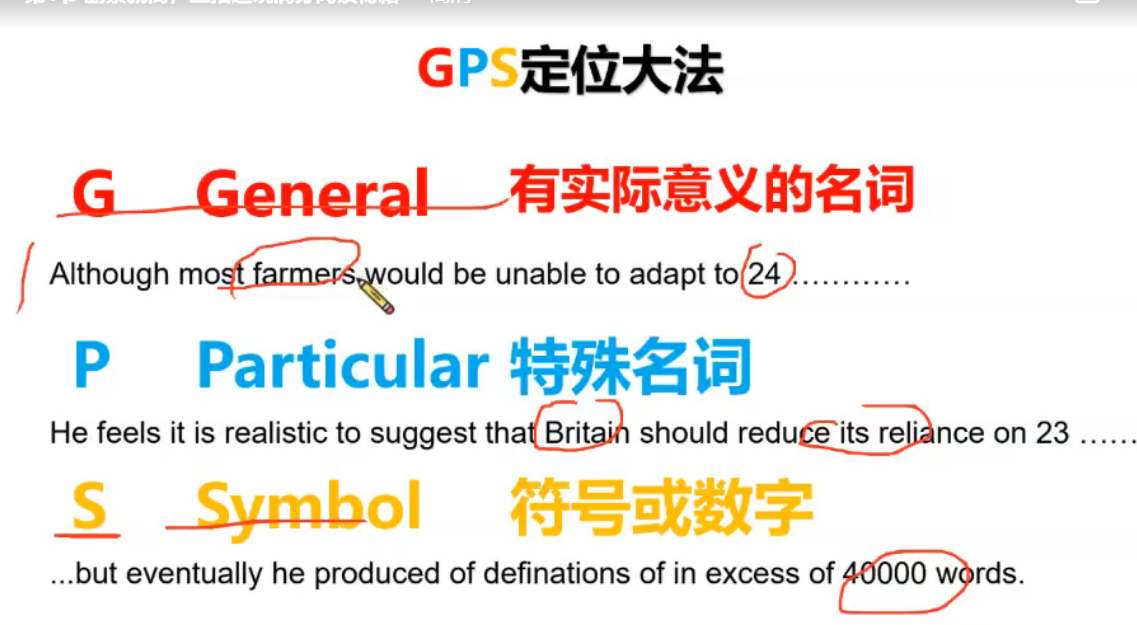 GPS定位大法
G General 有实际意义的名词
Although most farmers would be unable to adapt to 24 …………
P Particular 特殊名词
He feels it is realistic to suggest that Britain should reduce its reliance on 23 ……
S Symbol 符号或数字
...but eventually he produced of definations of in excess of 40000 words.